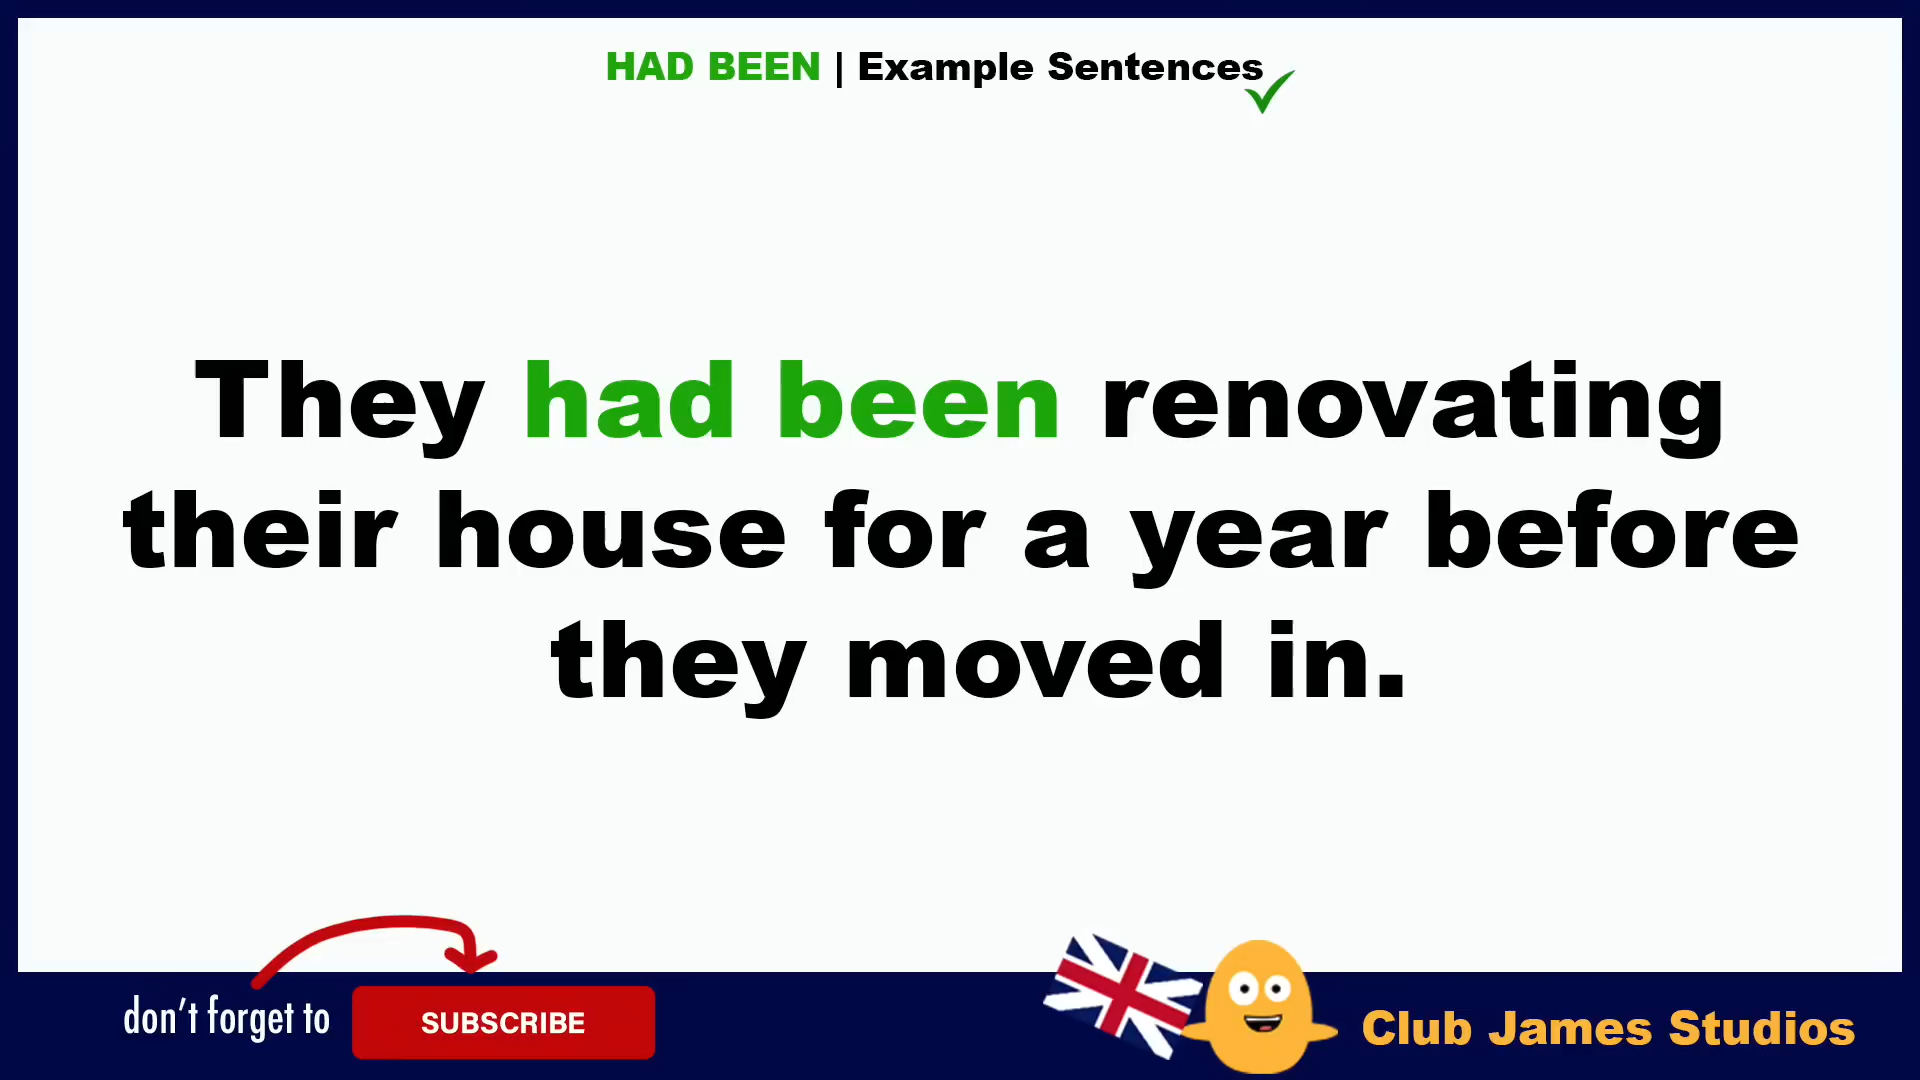 HAD BEEN | Example Sentences
They had been renovating
their house for a year before
they moved in.
don't forget to
SUBSCRIBE
Club James Studios